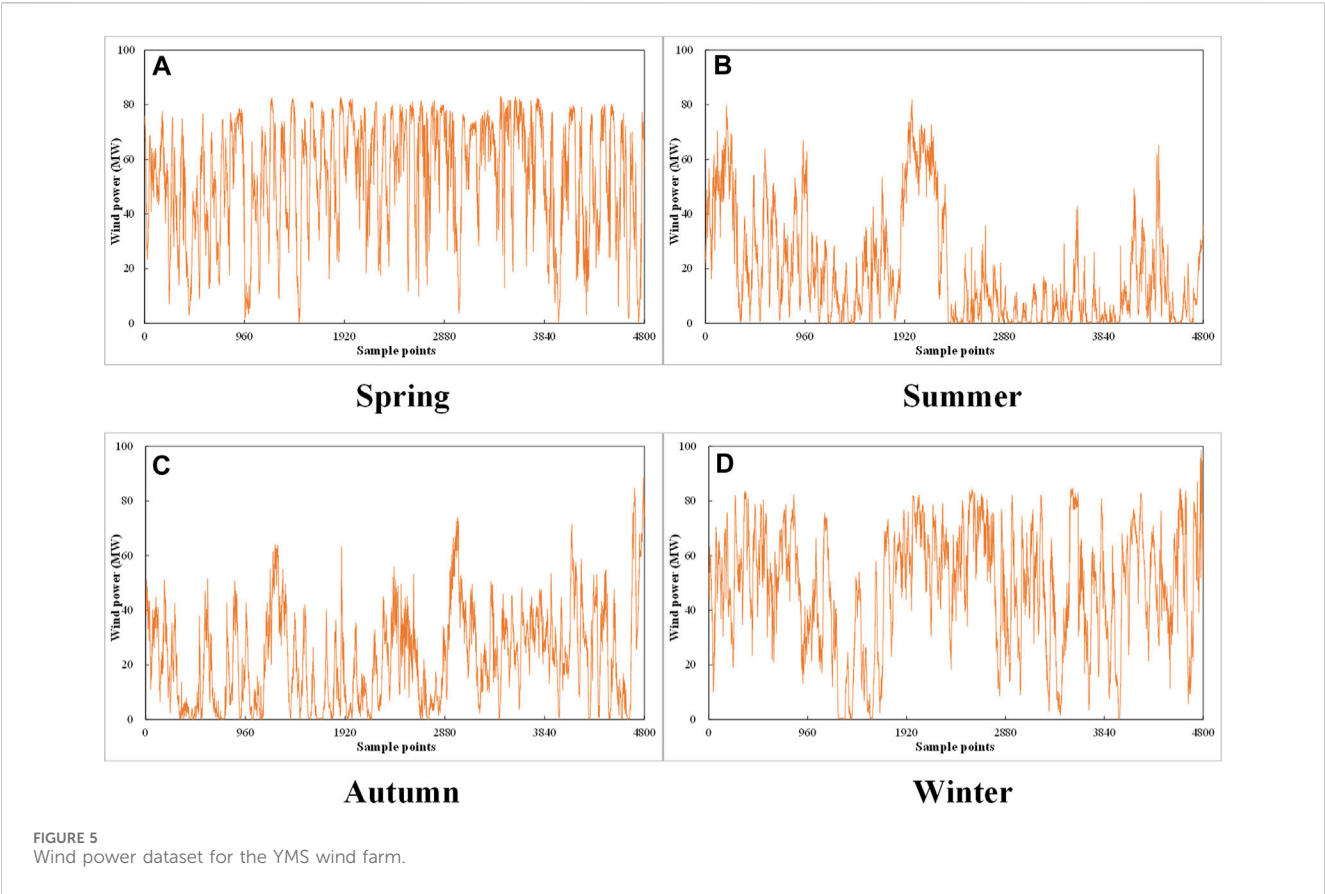 A
100
80
60
40
20
0
Wind power (MW)
0 960 1920 2880 3840 4800
Sample points
Spring
B
100
80
60
40
20
0
Wind power (MW)
0 960 1920 2880 3840 4800
Sample points
Summer
C
100
80
60
40
20
0
Wind power (MW)
0 960 1920 2880 3840 4800
Sample points
Autumn
D
100
80
60
40
20
0
Wind power (MW)
0 960 1920 2880 3840 4800
Sample points
Winter
FIGURE 5
Wind power dataset for the YMS wind farm.